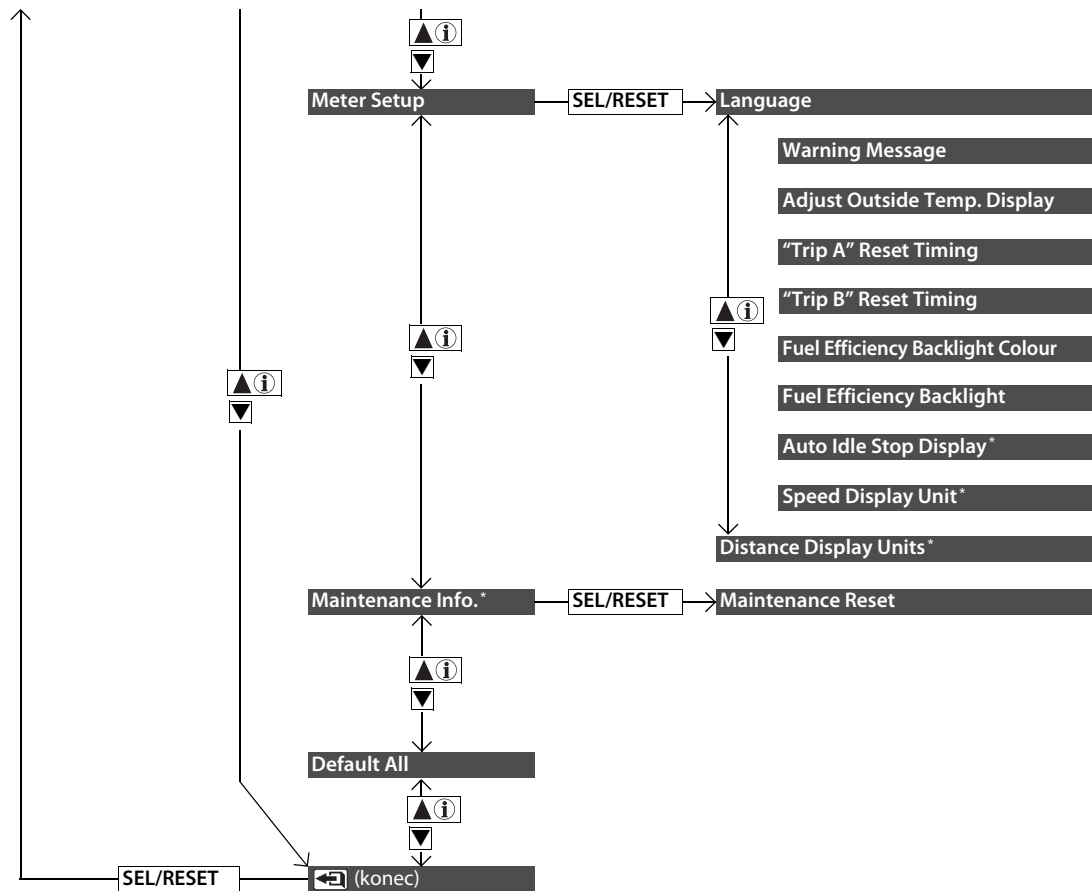 ▲ⓘ
▼
Meter Setup SEL/RESET Language
Warning Message
Adjust Outside Temp. Display
“Trip A” Reset Timing
“Trip B” Reset Timing
▲ⓘ
▼
▲ⓘ
▼
Fuel Efficiency Backlight Colour
▲ⓘ
▼
Fuel Efficiency Backlight
Auto Idle Stop Display*
Speed Display Unit*
Distance Display Units*
Maintenance Info.* SEL/RESET Maintenance Reset
▲ⓘ
▼
Default All
▲ⓘ
▼
SEL/RESET (konec)